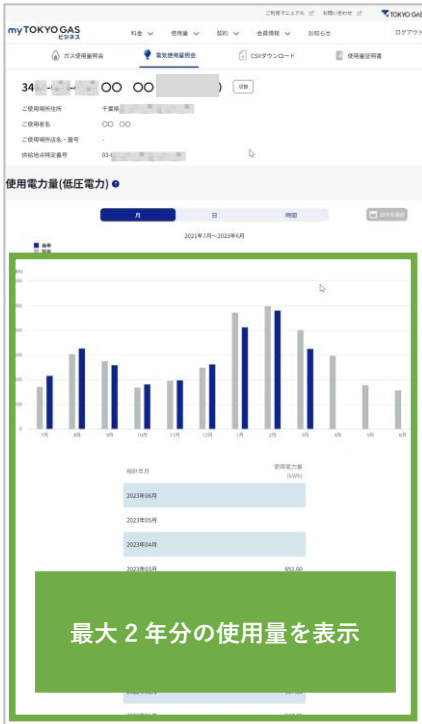 ご利用マニュアル お問い合わせ TOKYO GAS
myTOKYO GAS
ビジネス
料金 使用量 契約 会員情報 お知らせ ログアウト
ガス使用量照会 電気使用量照会 CSVダウンロード 使用量証明書
34 〇〇 〇〇 ) 切替
ご使用場所住所 千葉県
ご使用者名 〇〇 〇〇
ご使用場所店名・屋号 -
供給地点特定番号 03-
使用電力量(低圧電力) ?
月 日 時間
2021年7月~2023年6月
当年
前年
0
7月 8月 9月 10月 11月 12月 1月 2月 3月 4月 5月 6月
検針年月 使用電力量
(kWh)
2023年06月
2023年05月
2023年04月
2023年03月 651.00
最大2年分の使用量を表示